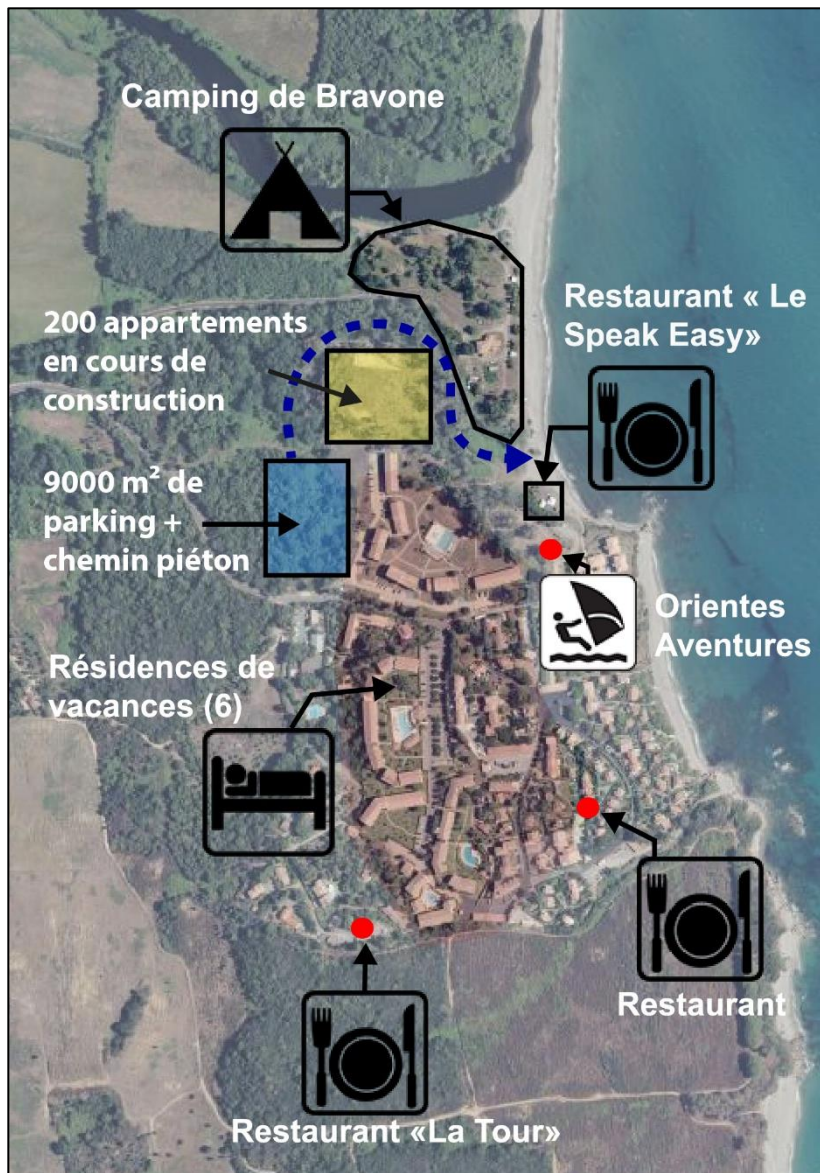 Camping de Bravone
Restaurant « Le
Speak Easy»
200 appartements
en cours de
construction
9000 m² de
parking +
chemin piéton
Orientes
Aventures
Résidences de
vacances (6)
Restaurant
Restaurant «La Tour»